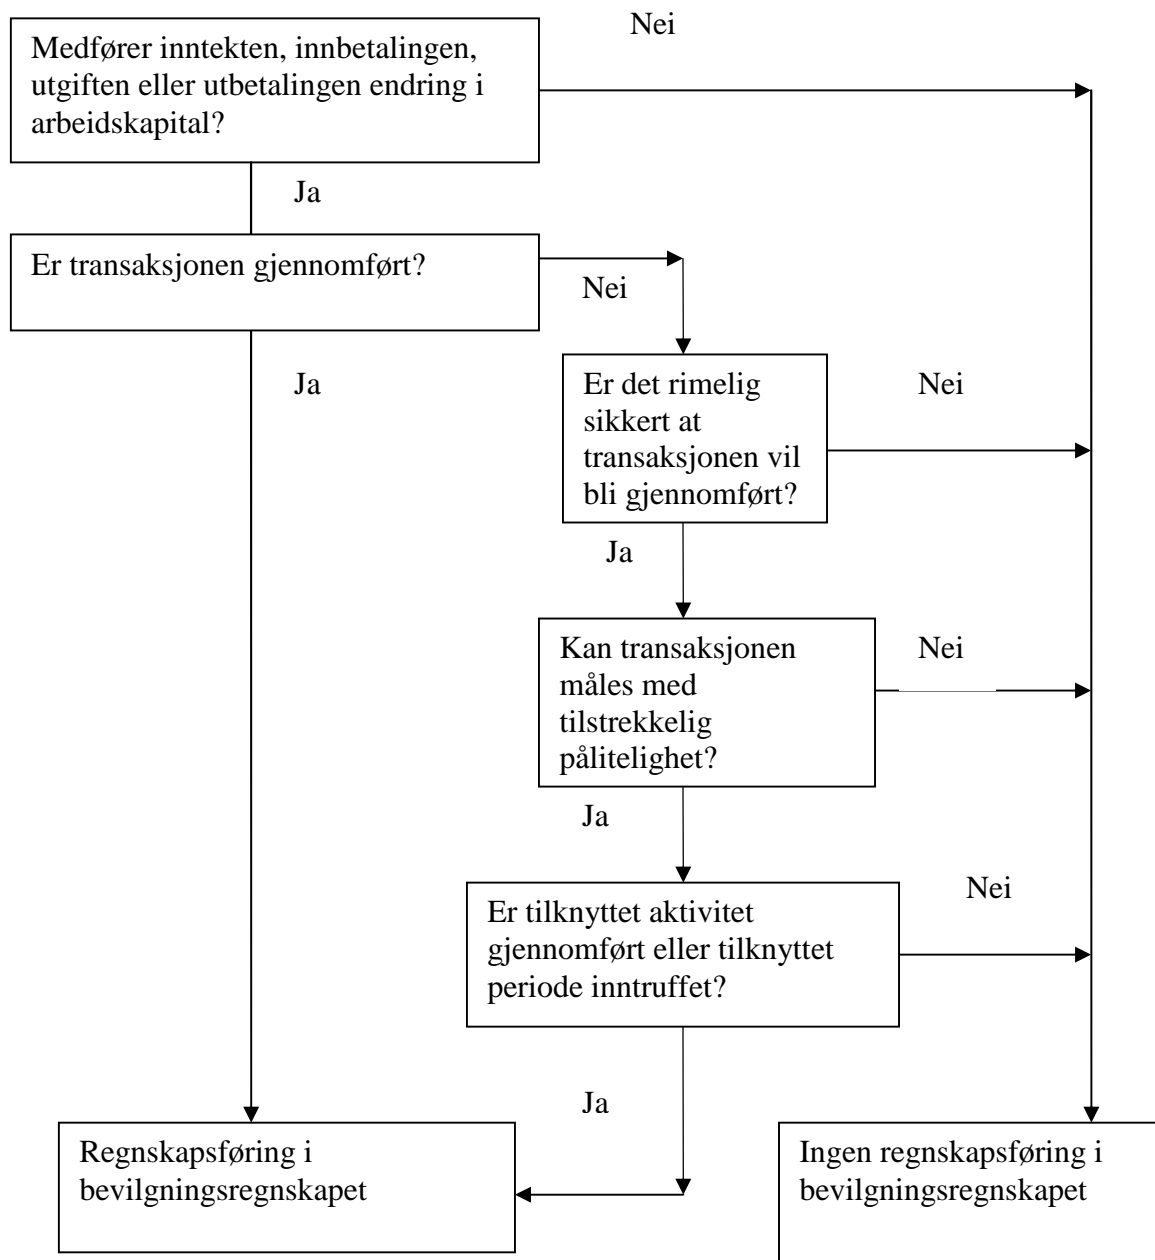 Nei
Medfører inntekten, innbetalingen,
utgiften eller utbetalingen endring i
arbeidskapital?
Ja
Er transaksjonen gjennomført?
Nei
Ja
Er det rimelig
sikkert at
transaksjonen vil
bli gjennomført?
Nei
Ja
Kan transaksjonen
måles med
tilstrekkelig
pålitelighet?
Nei
Ja
Er tilknyttet aktivitet
gjennomført eller tilknyttet
periode inntruffet?
Nei
Ja
Regnskapsføring i
bevilgningsregnskapet
Ingen regnskapsføring i
bevilgningsregnskapet